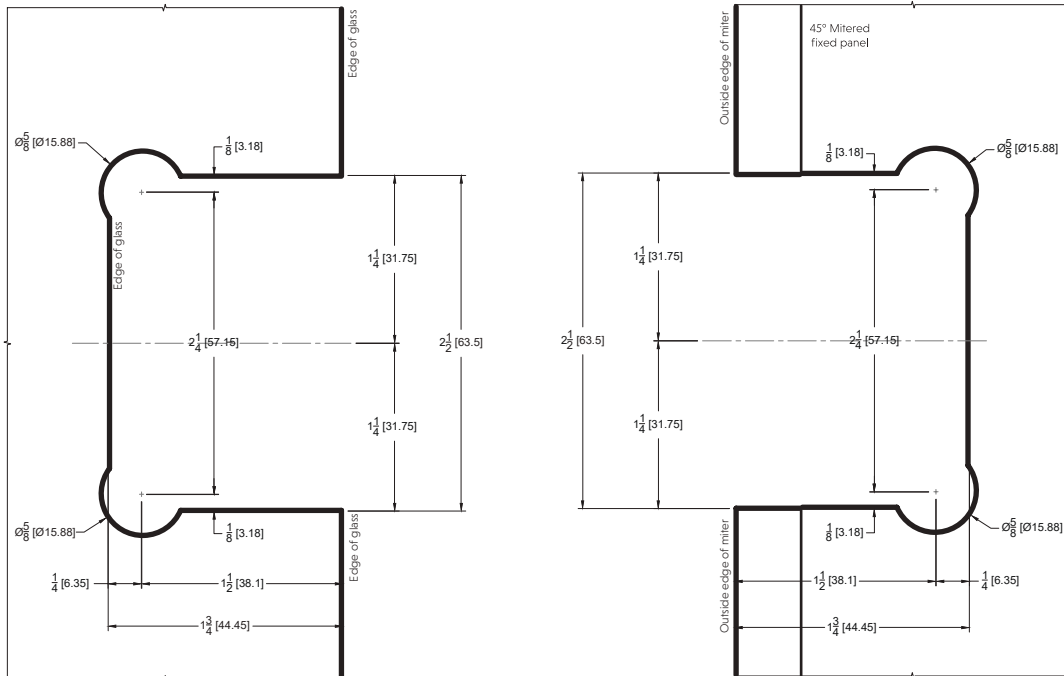 Edge of glass
Ø5/8 [Ø15.88]
1/8 [3.18]
Edge of glass
1 1/4 [31.75]
2 1/4 [57.15]
2 1/2 [63.5]
1 1/4 [31.75]
Ø5/8 [Ø15.88]
1/8 [3.18]
Edge of glass
1/4 [6.35]
1 1/2 [38.1]
1 3/4 [44.45]
Outside edge of miter
45º Mitered
fixed panel
1/8 [3.18]
Ø5/8 [Ø15.88]
1 1/4 [31.75]
2 1/2 [63.5]
2 1/4 [57.15]
1 1/4 [31.75]
1/8 [3.18]
Ø5/8 [Ø15.88]
Outside edge of miter
1 1/2 [38.1]
1/4 [6.35]
1 3/4 [44.45]